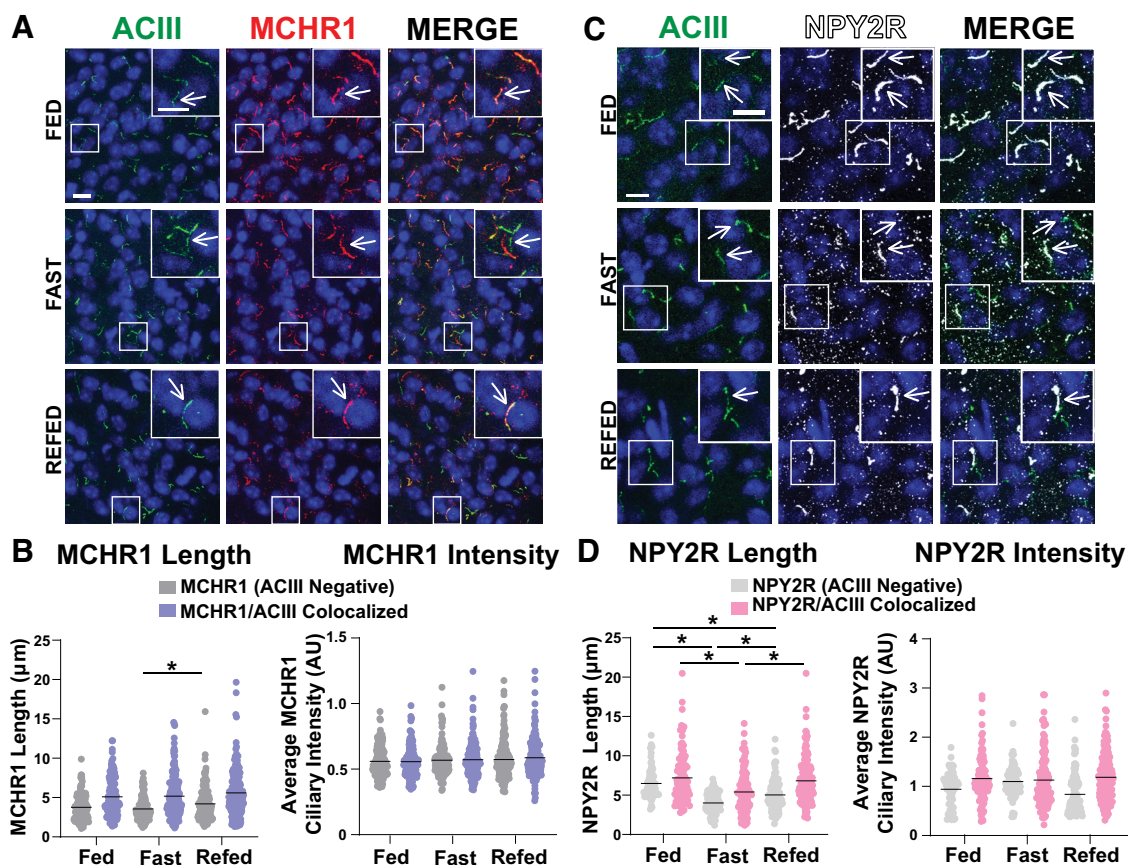 A
ACIII MCHR1 MERGE
FED
FAST
REFED
B
MCHR1 Length
MCHR1 Intensity
MCHR1 (ACIII Negative)
MCHR1/ACIII Colocalized
MCHR1 Length (µm)
25
20
15
10
5
0
*
Fed Fast Refed
Average MCHR1
Ciliary Intensity (AU)
1.5
1.0
0.5
0
Fed Fast Refed
C
ACIII NPY2R MERGE
FED
FAST
REFED
D
NPY2R Length
NPY2R Intensity
NPY2R (ACIII Negative)
NPY2R/ACIII Colocalized
NPY2R Length (µm)
25
20
15
10
5
0
*
* *
* *
Fed Fast Refed
Average NPY2R
Ciliary Intensity (AU)
4
3
2
1
0
Fed Fast Refed